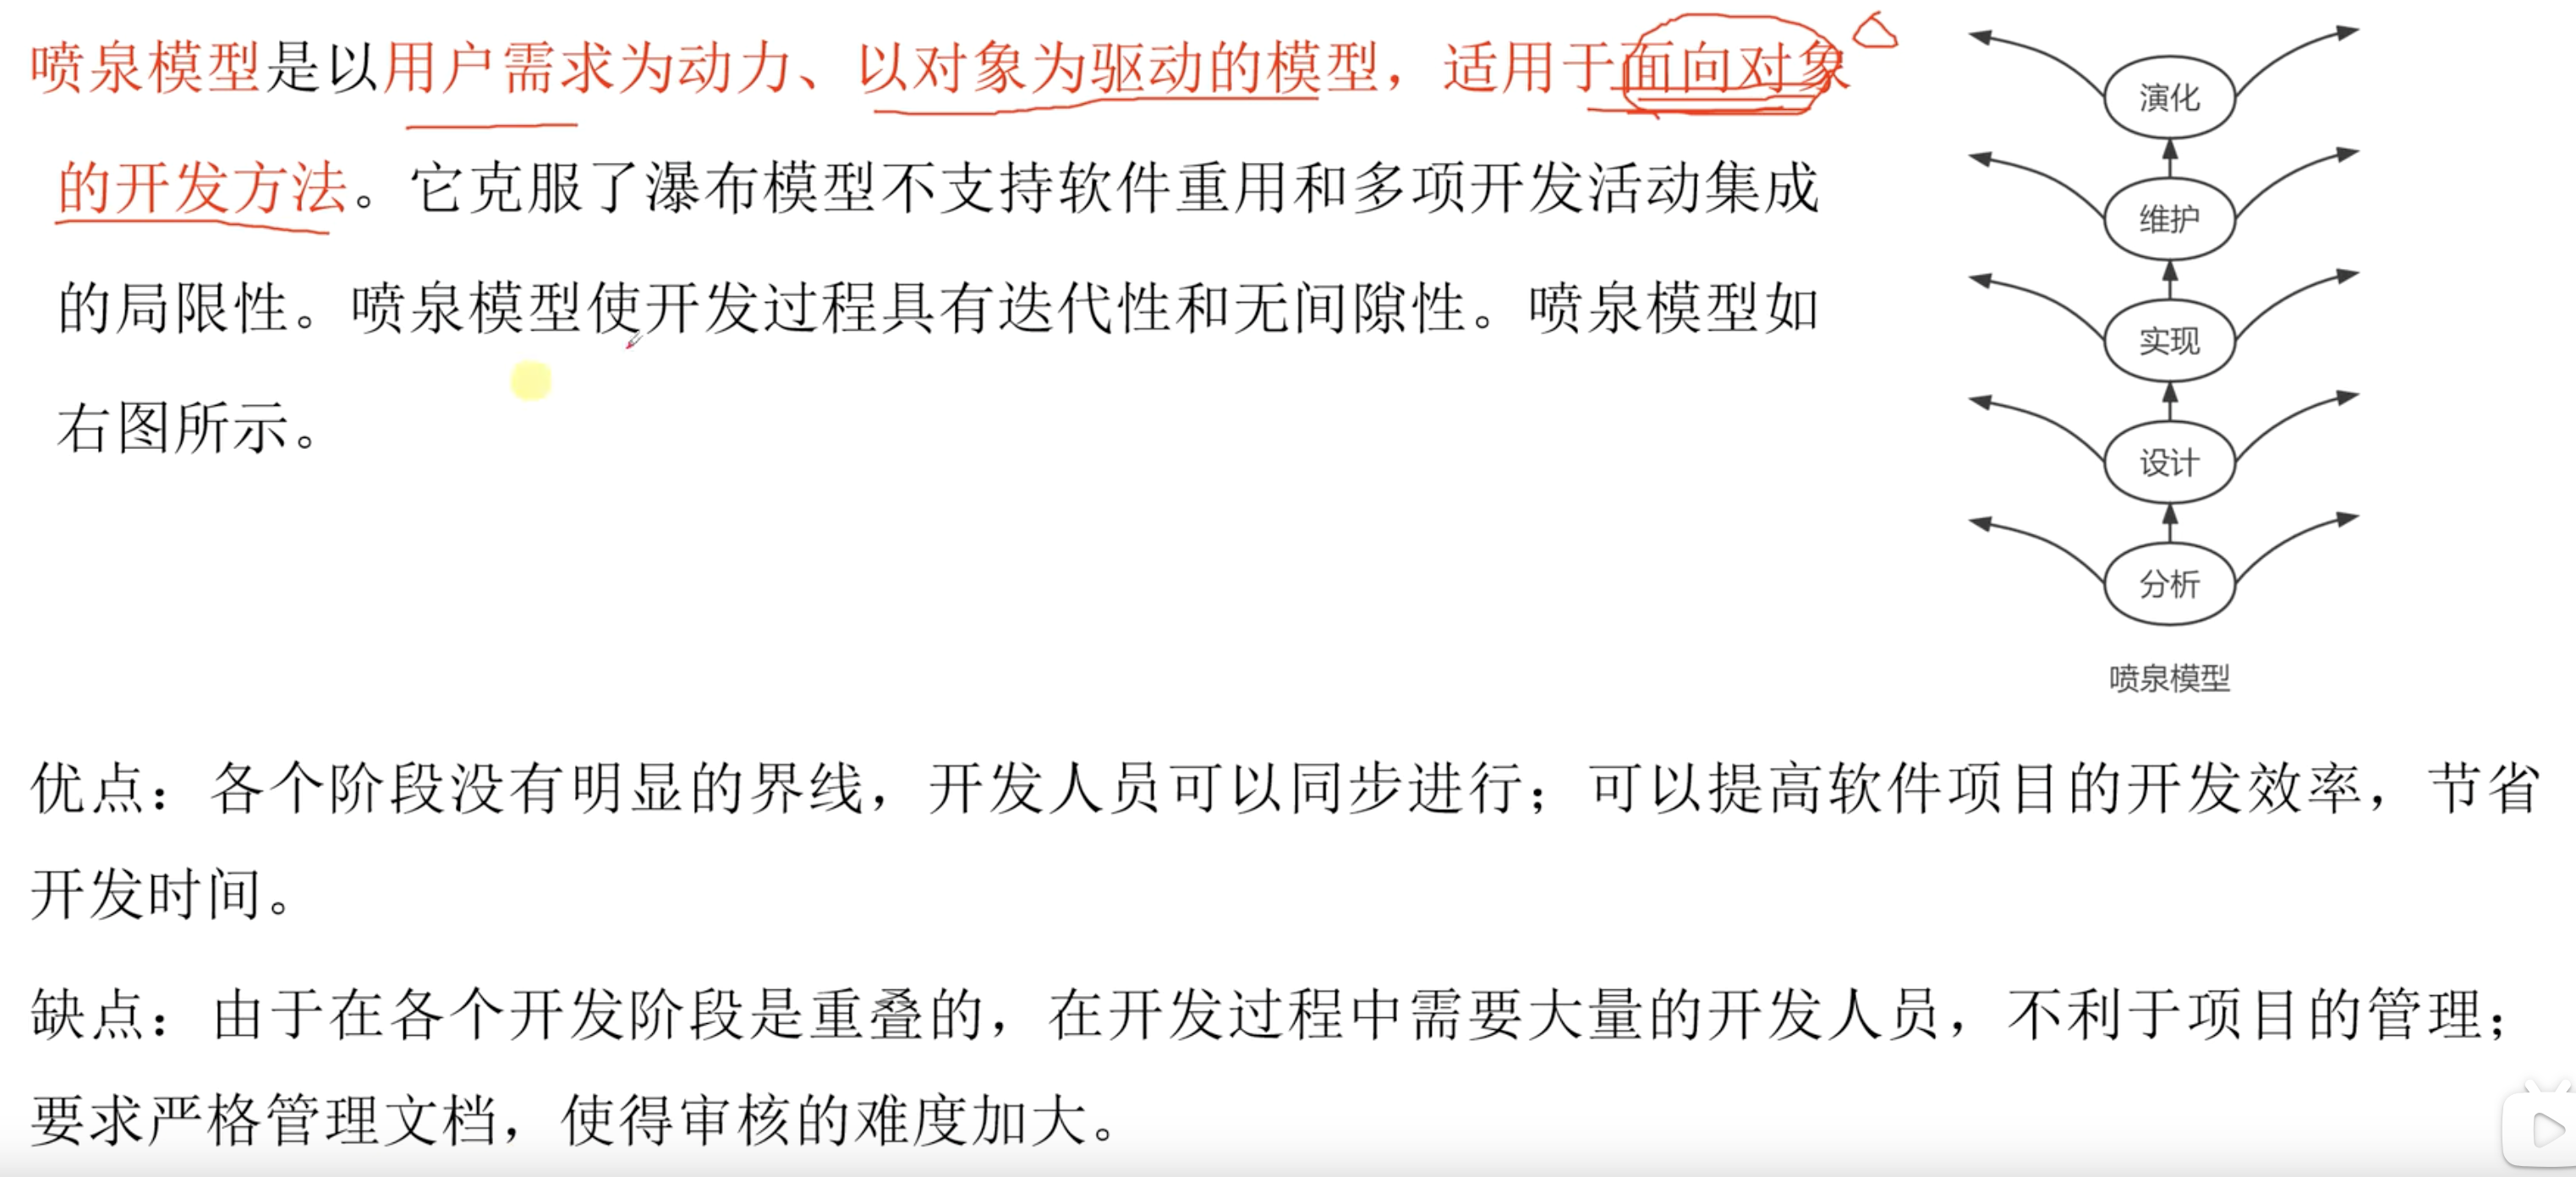 喷泉模型是以用户需求为动力、以对象为驱动的模型，适用于面向对象
的开发方法。它克服了瀑布模型不支持软件重用和多项开发活动集成
的局限性。喷泉模型使开发过程具有迭代性和无间隙性。喷泉模型如
右图所示。
演化
维护
实现
设计
分析
喷泉模型
优点：各个阶段没有明显的界线，开发人员可以同步进行；可以提高软件项目的开发效率，节省
开发时间。
缺点：由于在各个开发阶段是重叠的，在开发过程中需要大量的开发人员，不利于项目的管理；
要求严格管理文档，使得审核的难度加大。